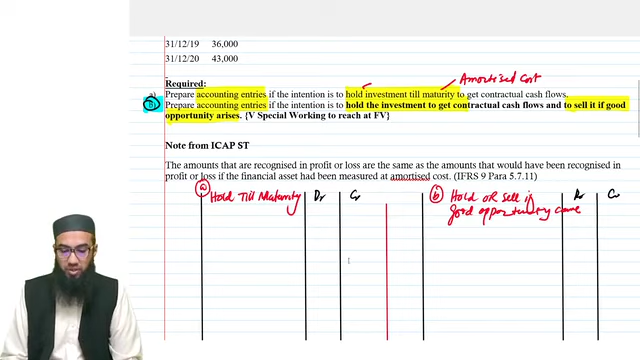 31/12/19 36,000
31/12/20 43,000
Required:
Amortised Cost
a) Prepare accounting entries if the intention is to hold investment till maturity to get contractual cash flows.
b) Prepare accounting entries if the intention is to hold the investment to get contractual cash flows and to sell it if good
opportunity arises. {V Special Working to reach at FV}
Note from ICAP ST
The amounts that are recognised in profit or loss are the same as the amounts that would have been recognised in
profit or loss if the financial asset had been measured at amortised cost. (IFRS 9 Para 5.7.11)
a Hold Till Maturity Dr Cr b Hold OR Sell if Dr Cr
good opportunity came